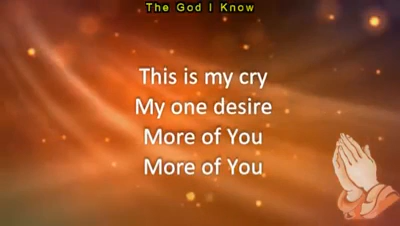 The God I Know
This is my cry
My one desire
More of You
More of You